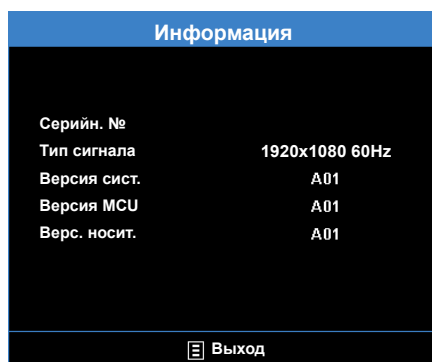 Информация
Серийн. №
Тип сигнала 1920x1080 60Hz
Версия сист. A01
Версия MCU A01
Верс. носит. A01
Выход